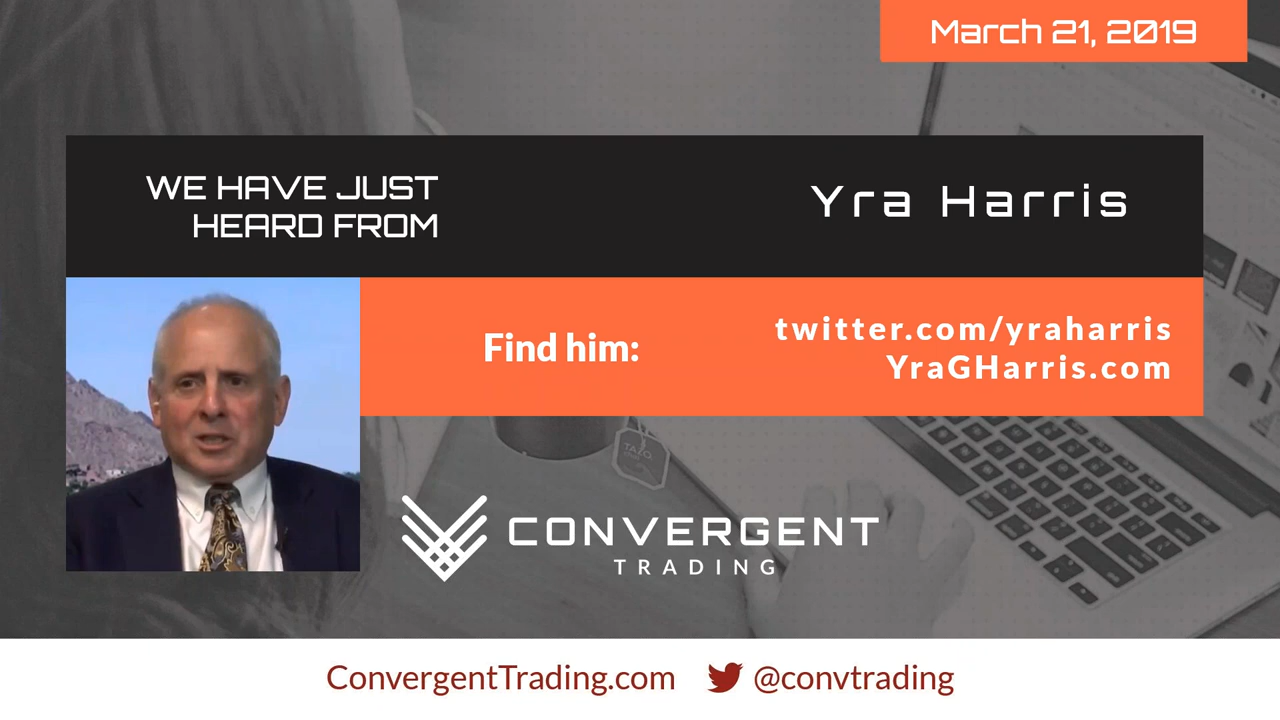 March 21, 2019
WE HAVE JUST
HEARD FROM
Yra Harris
Find him:
twitter.com/yraharris
YraGHarris.com
TAZO
CONVERGENT
TRADING
ConvergentTrading.com
@convtrading